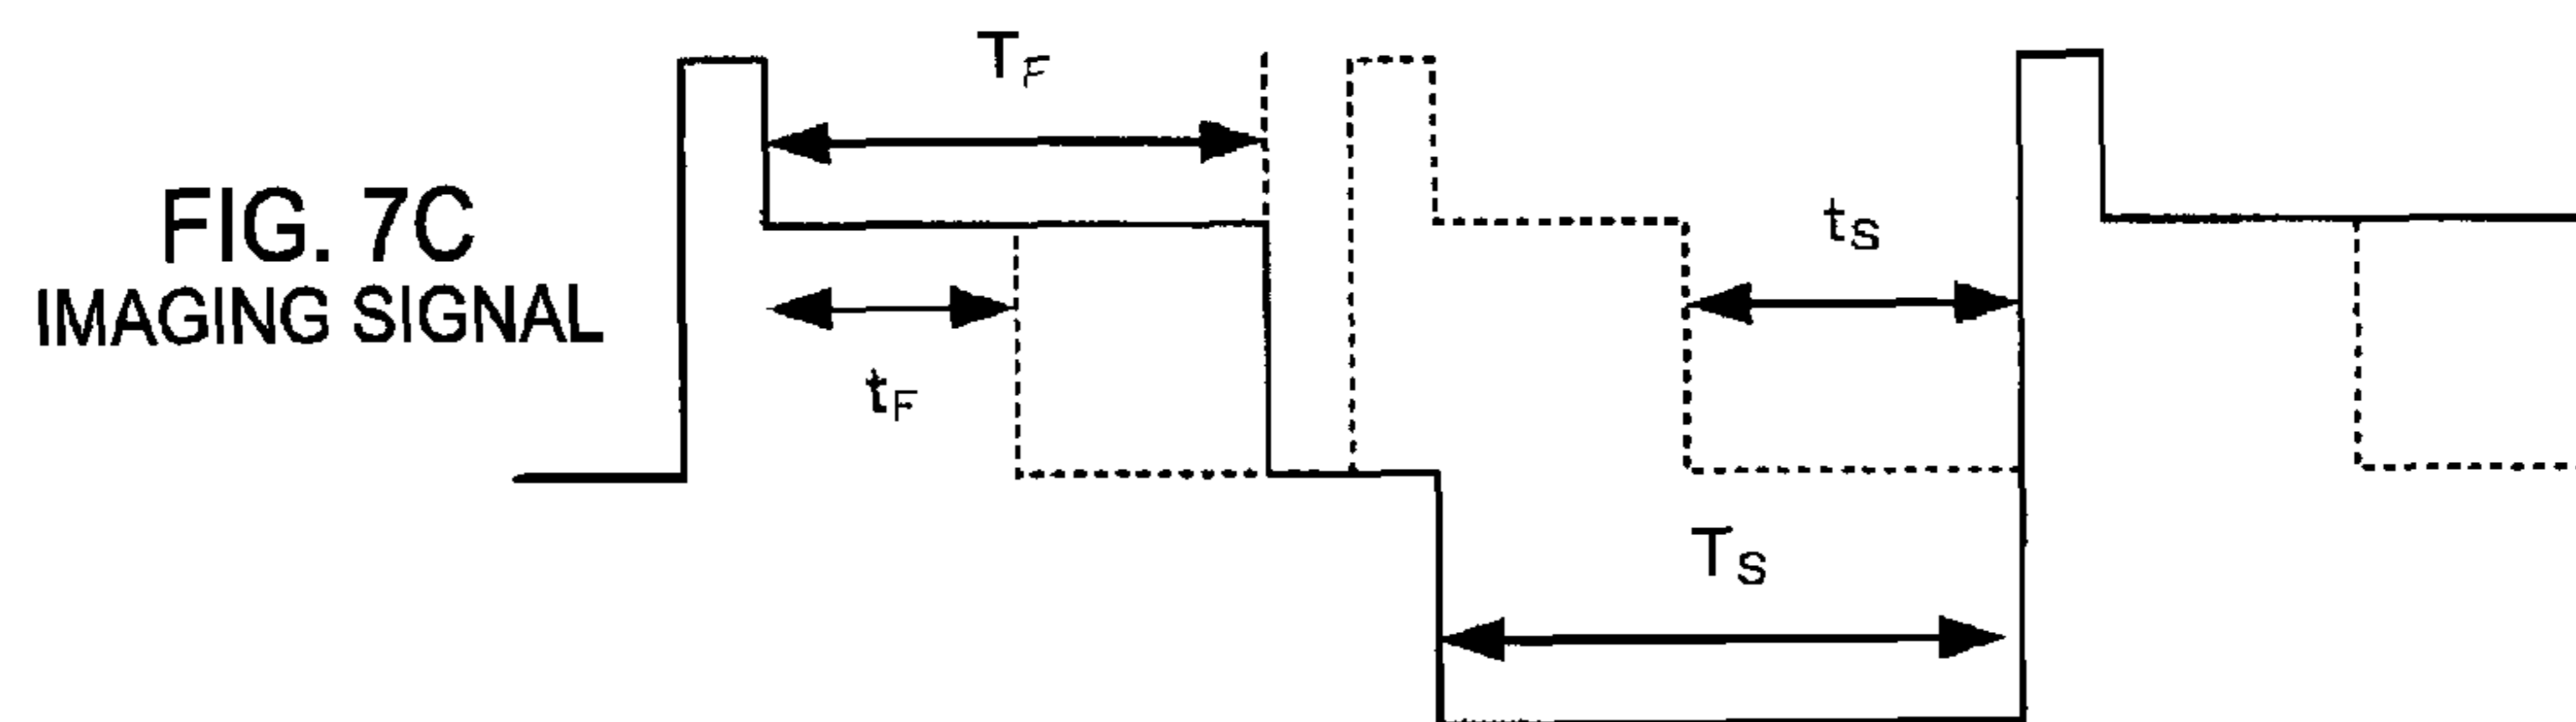 FIG. 7C
IMAGING SIGNAL
T_F
t_F
t_S
T_S